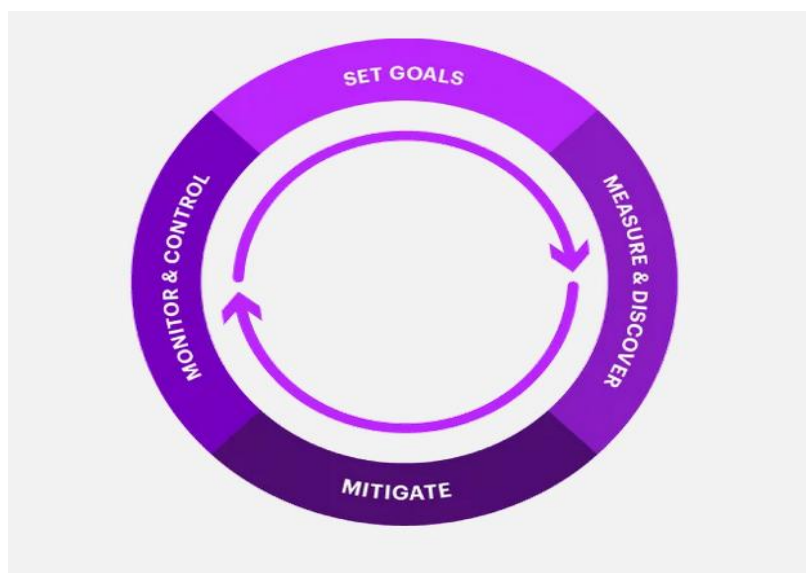 SET GOALS
MEASURE & DISCOVER
MITIGATE
MONITOR & CONTROL